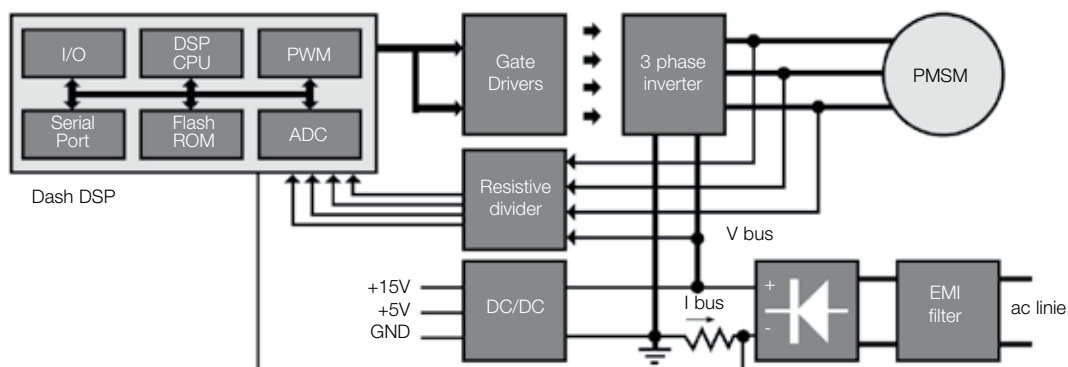 I/O
DSP
CPU
PWM
Serial
Port
Flash
ROM
ADC
Dash DSP
Gate
Drivers
3 phase
inverter
PMSM
Resistive
divider
V bus
+15V
+5V
GND
DC/DC
I bus
+
-
EMI
filter
ac linie